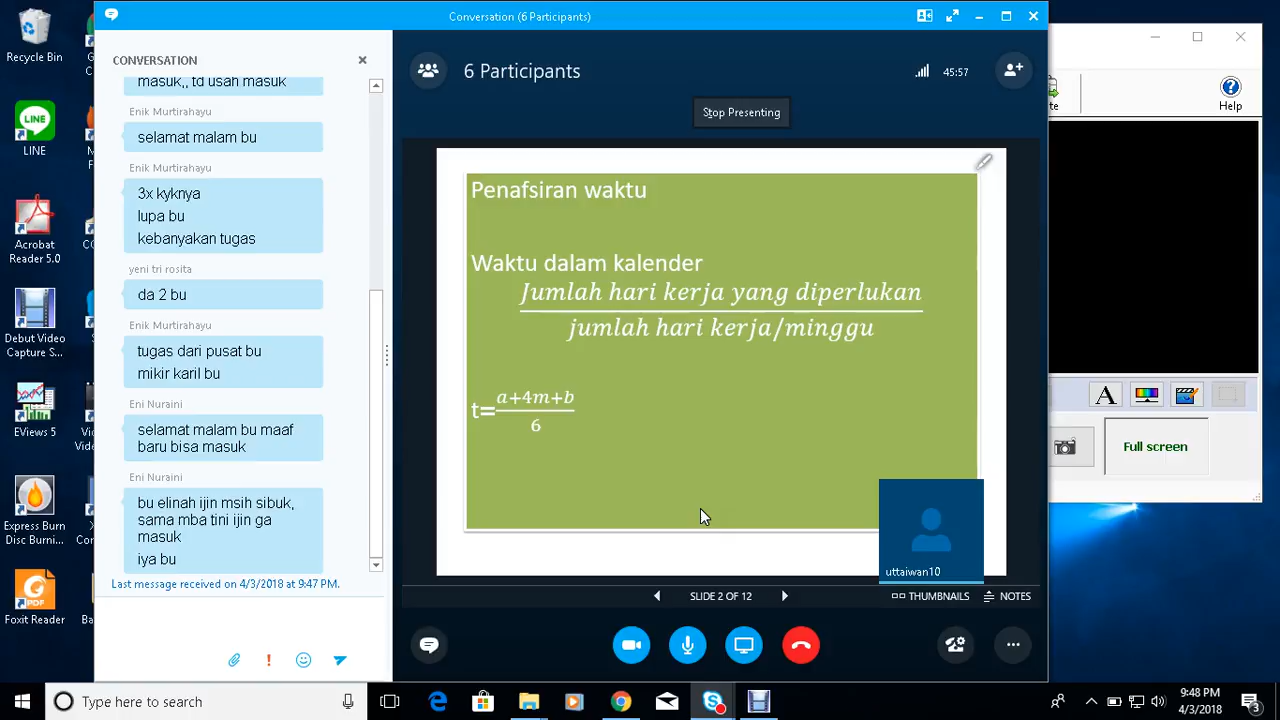 Recycle Bin
LINE
Acrobat
Reader 5.0
Debut Video
Capture S...
EViews 5
Express Burn
Disc Burni...
Foxit Reader
Conversation (6 Participants)
CONVERSATION
masuk,, td usah masuk
Enik Murtirahayu
selamat malam bu
Enik Murtirahayu
3x kyknya
lupa bu
kebanyakan tugas
yeni tri rosita
da 2 bu
Enik Murtirahayu
tugas dari pusat bu
mikir karil bu
Eni Nuraini
selamat malam bu maaf
baru bisa masuk
Eni Nuraini
bu elinah ijin msih sibuk,
sama mba tini ijin ga
masuk
iya bu
Last message received on 4/3/2018 at 9:47 PM.
6 Participants
45:57
Stop Presenting
Penafsiran waktu
Waktu dalam kalender
Jumlah hari kerja yang diperlukan
jumlah hari kerja/minggu
t=a+4m+b
6
uttaiwan10
SLIDE 2 OF 12
THUMBNAILS
NOTES
Help
A
Full screen
Type here to search
9:48 PM
4/3/2018
3